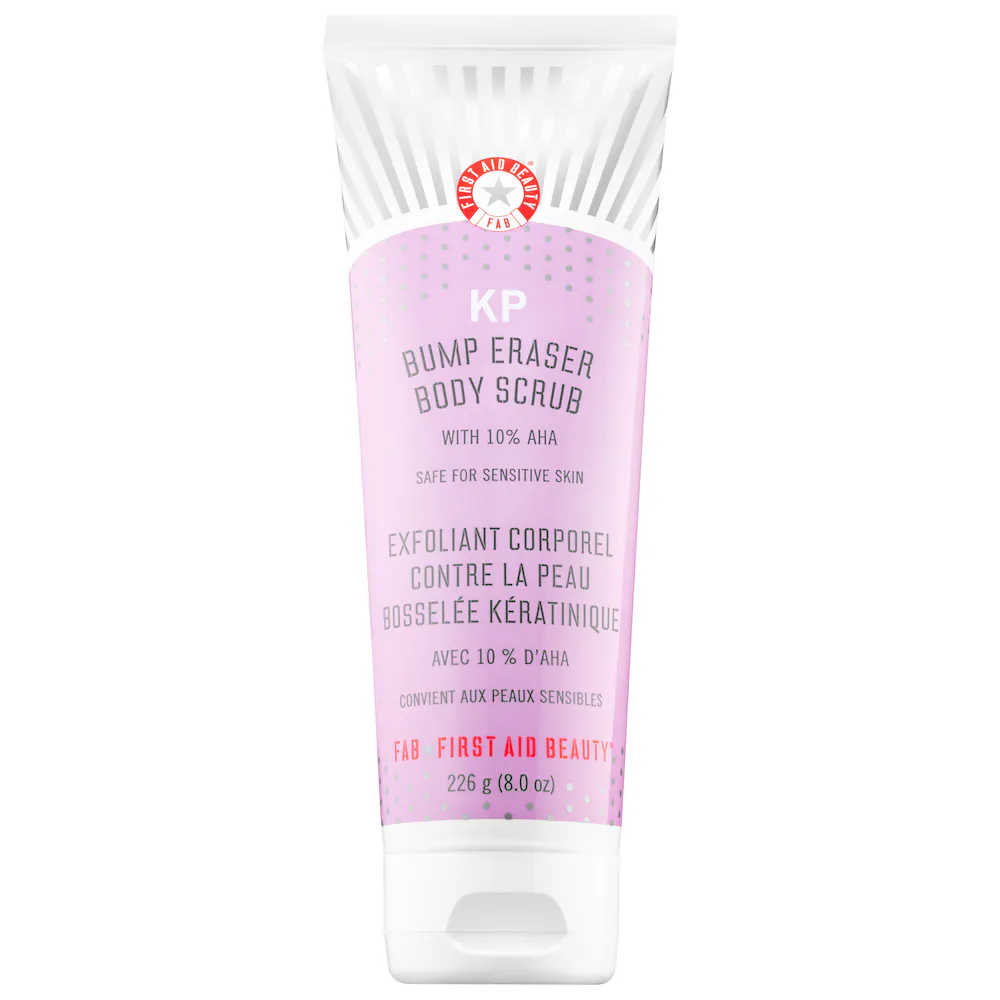 FIRST AID BEAUTY®
FAB
KP
BUMP ERASER
BODY SCRUB
WITH 10% AHA
SAFE FOR SENSITIVE SKIN
EXFOLIANT CORPOREL
CONTRE LA PEAU
BOSSELÉE KÉRATINIQUE
AVEC 10 % D'AHA
CONVIENT AUX PEAUX SENSIBLES
FAB FIRST AID BEAUTY
226 g (8.0 oz)